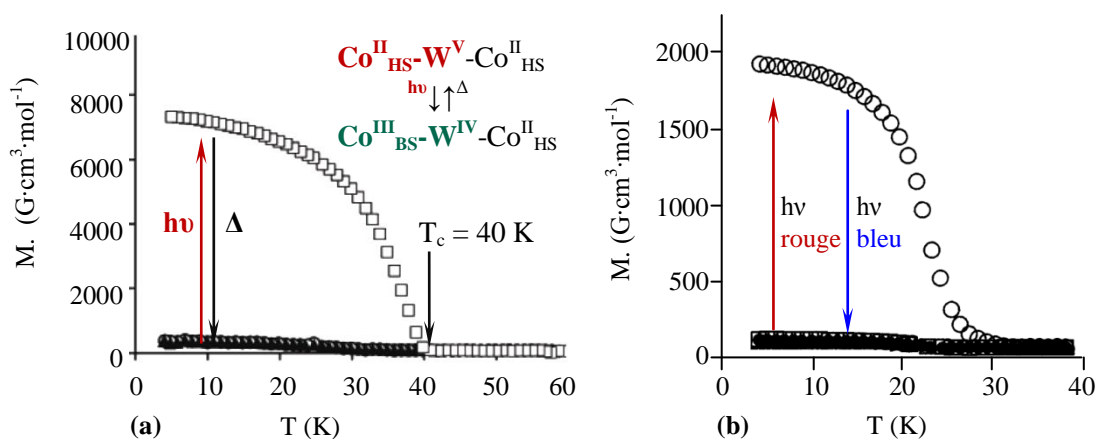 M. (G·cm³·mol⁻¹)
10000
8000
6000
4000
2000
0
0 10 20 30 40 50 60
T (K)
(a)
Co^II_HS-W^V-Co^II_HS
hυ ↓↑ Δ
Co^III_BS-W^IV-Co^II_HS
hυ
Δ
T_c = 40 K
M. (G·cm³·mol⁻¹)
2000
1500
1000
500
0
0 10 20 30 40
T (K)
(b)
hν
rouge
hν
bleu